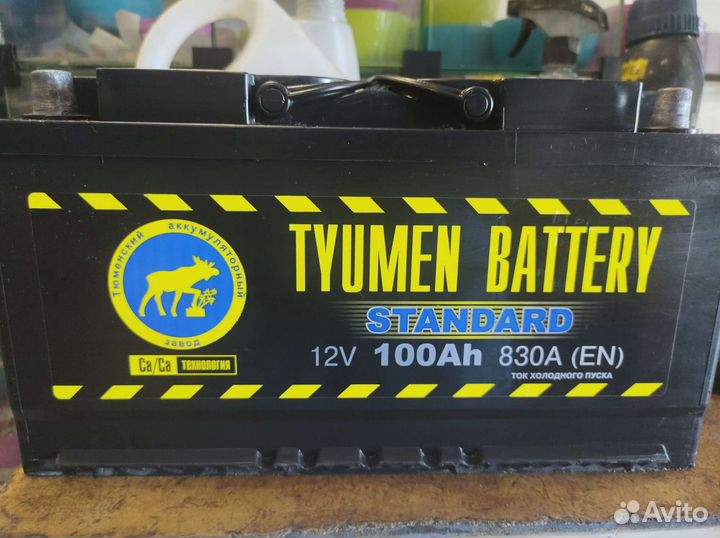 Тюменский аккумуляторный завод
TYUMEN BATTERY
STANDARD
Ca/Ca технология
12V 100Ah 830A (EN)
ТОК ХОЛОДНОГО ПУСКА
Avito